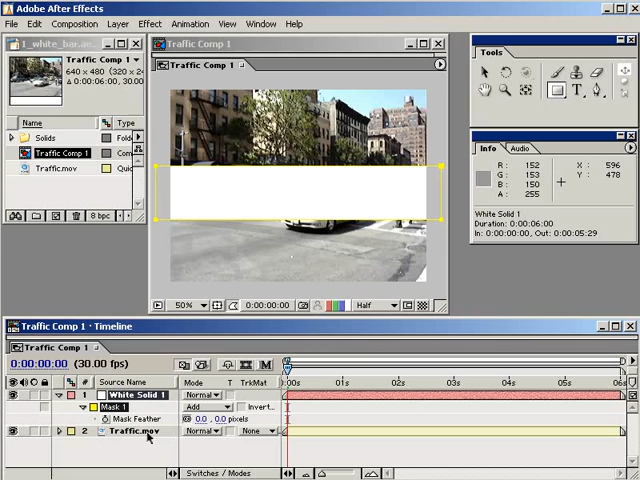 Adobe After Effects
File Edit Composition Layer Effect Animation View Window Help
1_white_bar.ae
Traffic Comp 1
640 x 480 (320 x 24
Δ 0:00:06:00, 30.00
Name Type
Solids Folde
Traffic Comp 1 Com
Traffic.mov Quic
8 bpc
Traffic Comp 1
Traffic Comp 1
50% 0:00:00:00 Half
Tools
T
Info Audio
R : 152 X : 596
G : 153 Y : 478
B : 150
A : 255
White Solid 1
Duration: 0:00:06:00
In: 0:00:00:00, Out: 0:00:05:29
Traffic Comp 1 · Timeline
Traffic Comp 1
0:00:00:00 (30.00 fps)
M
# Source Name Mode T TrkMat :00s 01s 02s 03s 04s 05s 06s
1 White Solid 1 Normal
Mask 1 Add Invert...
Mask Feather 0.0 , 0.0 pixels
2 Traffic.mov Normal None
Switches / Modes